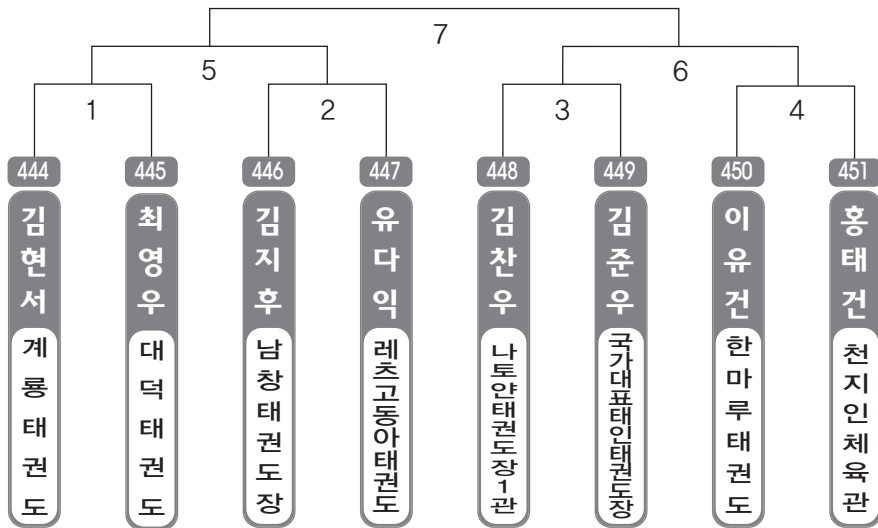 7
5
6
1
2
3
4
444
445
446
447
448
449
450
451
김현서
최영우
김지후
유다익
김찬우
김준우
이유건
홍태건
계룡태권도
대덕태권도
남창태권도장
레츠고동아태권도
나토얀태권도장1관
국가대표태인태권도장
한마루태권도
천지인체육관